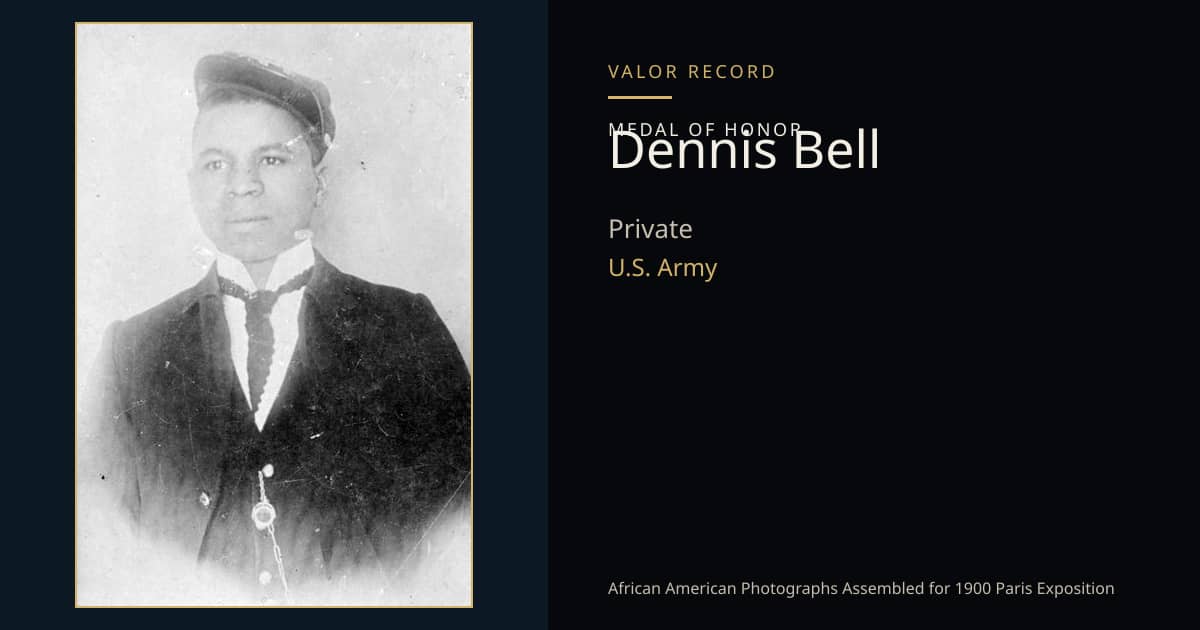 VALOR RECORD
MEDAL OF HONOR
Dennis Bell
Private
U.S. Army
African American Photographs Assembled for 1900 Paris Exposition